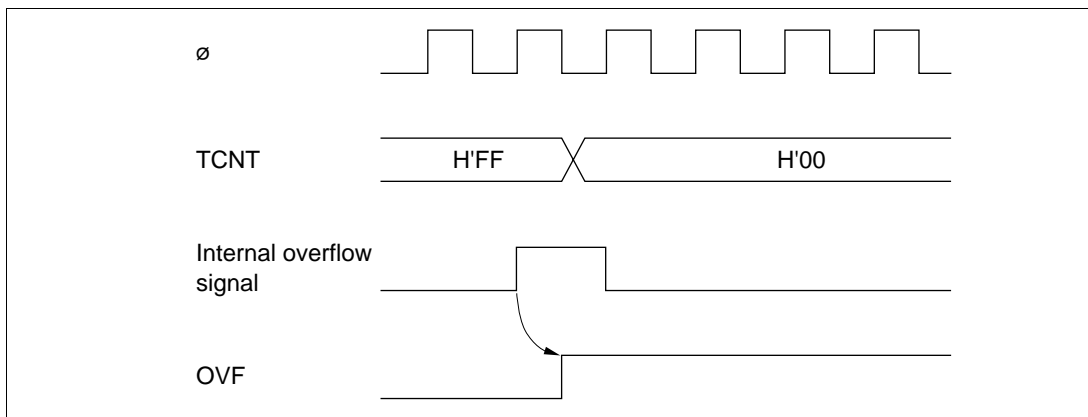 ø
TCNT
H'FF
H'00
Internal overflow
signal
OVF